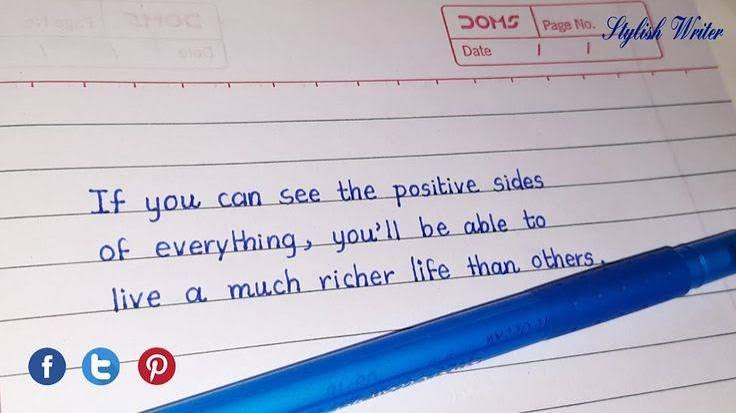 DOMS
Page No.
Date / /
Stylish Writer
If you can see the positive sides
of everything, you'll be able to
live a much richer life than others.